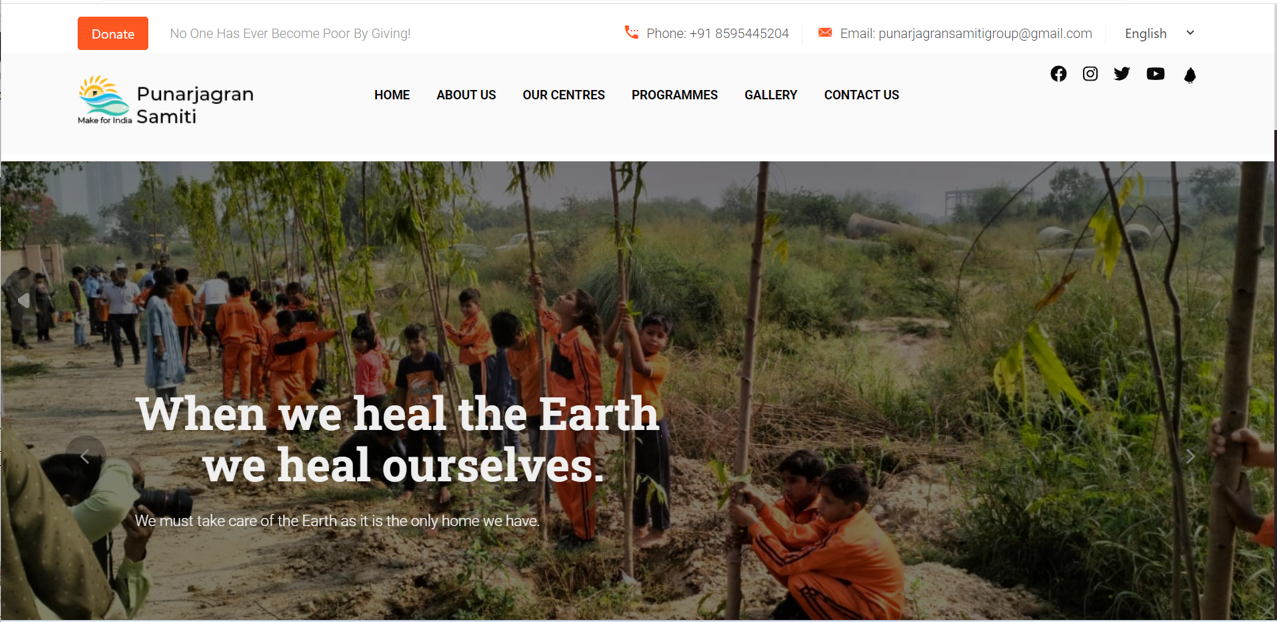 Donate
No One Has Ever Become Poor By Giving!
Phone: +91 8595445204
Email: punarjagransamitigroup@gmail.com
English
Punarjagran
Samiti
Make for India
HOME
ABOUT US
OUR CENTRES
PROGRAMMES
GALLERY
CONTACT US
When we heal the Earth
we heal ourselves.
We must take care of the Earth as it is the only home we have.